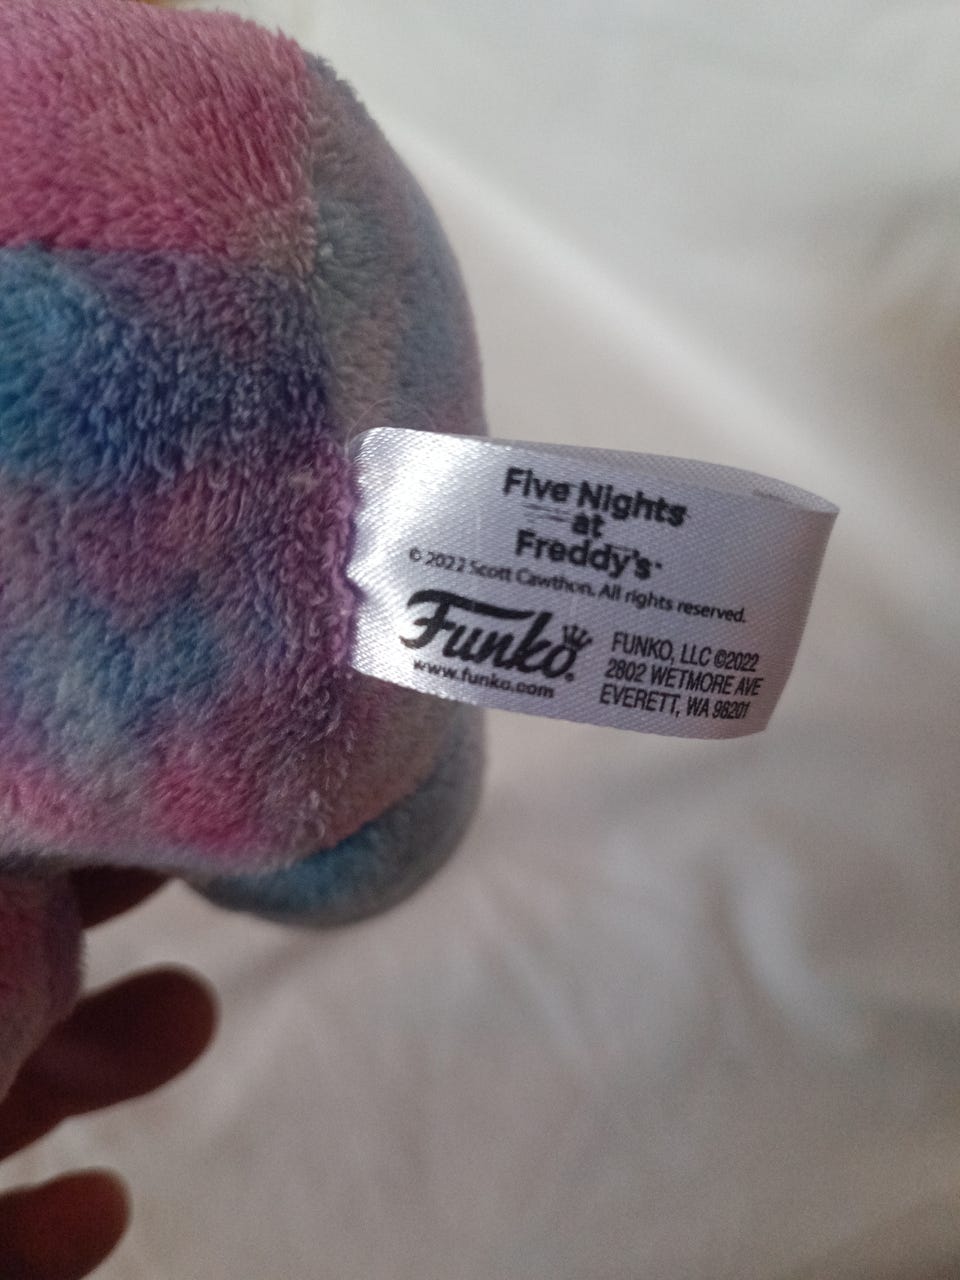 Five Nights
at
Freddy's™
© 2022 Scott Cawthon. All rights reserved.
Funko®
www.funko.com
FUNKO, LLC ©2022
2802 WETMORE AVE
EVERETT, WA 98201